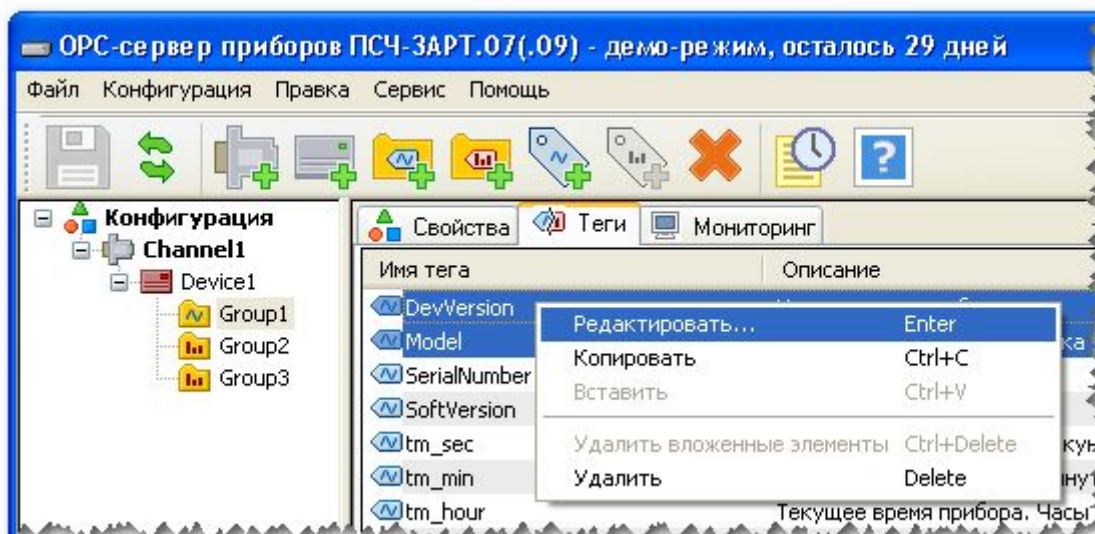 ОРС-сервер приборов ПСЧ-3АРТ.07(.09) - демо-режим, осталось 29 дней
Файл Конфигурация Правка Сервис Помощь
Конфигурация
Channel1
Device1
Group1
Group2
Group3
Свойства Теги Мониторинг
Имя тега Описание
DevVersion
Model
SerialNumber
SoftVersion
tm_sec
tm_min
tm_hour Текущее время прибора. Часы
Редактировать... Enter
Копировать Ctrl+C
Вставить Ctrl+V
Удалить вложенные элементы Ctrl+Delete
Удалить Delete